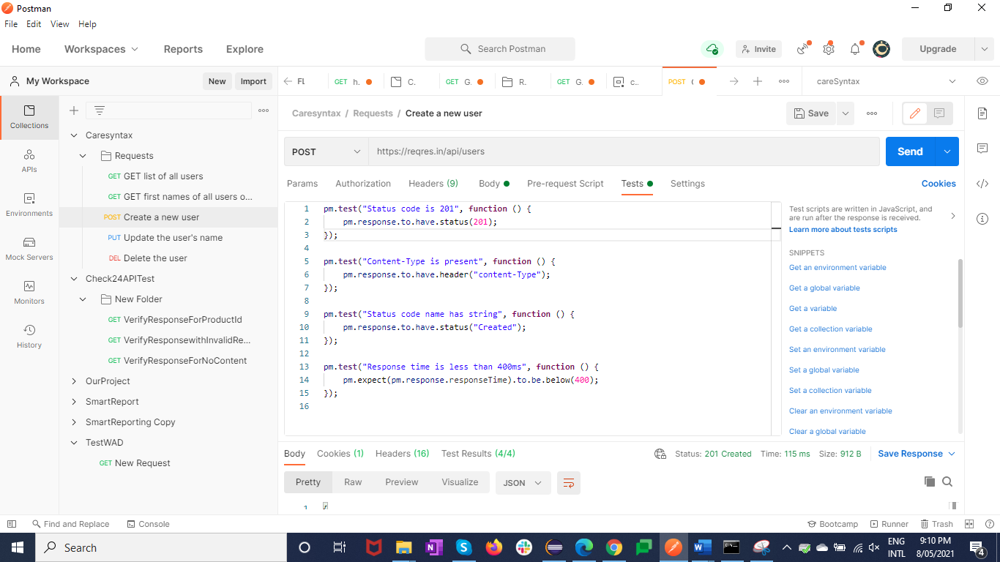 Postman
File Edit View Help
Home Workspaces Reports Explore Search Postman Invite Upgrade
My Workspace New Import
FL GET h. C. GET G. R. GET G. c.. POST careSyntax
Collections
APIs
Environments
Mock Servers
Monitors
History
Caresyntax
Requests
GET GET list of all users
GET GET first names of all users o...
POST Create a new user
PUT Update the user's name
DEL Delete the user
Check24APITest
New Folder
GET VerifyResponseForProductId
GET VerifyResponsewithInvalidRe...
GET VerifyResponseForNoContent
OurProject
SmartReport
SmartReporting Copy
TestWAD
GET New Request
Caresyntax / Requests / Create a new user Save
POST https://reqres.in/api/users Send
Params Authorization Headers (9) Body Pre-request Script Tests Settings Cookies
1 pm.test("Status code is 201", function () {
2 pm.response.to.have.status(201);
3 });
4
5 pm.test("Content-Type is present", function () {
6 pm.response.to.have.header("content-Type");
7 });
8
9 pm.test("Status code name has string", function () {
10 pm.response.to.have.status("Created");
11 });
12
13 pm.test("Response time is less than 400ms", function () {
14 pm.expect(pm.response.responseTime).to.be.below(400);
15 });
16
Test scripts are written in JavaScript, and
are run after the response is received.
Learn more about tests scripts
SNIPPETS
Get an environment variable
Get a global variable
Get a variable
Get a collection variable
Set an environment variable
Set a global variable
Set a collection variable
Clear an environment variable
Clear a global variable
Body Cookies (1) Headers (16) Test Results (4/4) Status: 201 Created Time: 115 ms Size: 912 B Save Response
Pretty Raw Preview Visualize JSON
1 {
Find and Replace Console Bootcamp Runner Trash
Search
ENG
INTL
9:10 PM
8/05/2021
4